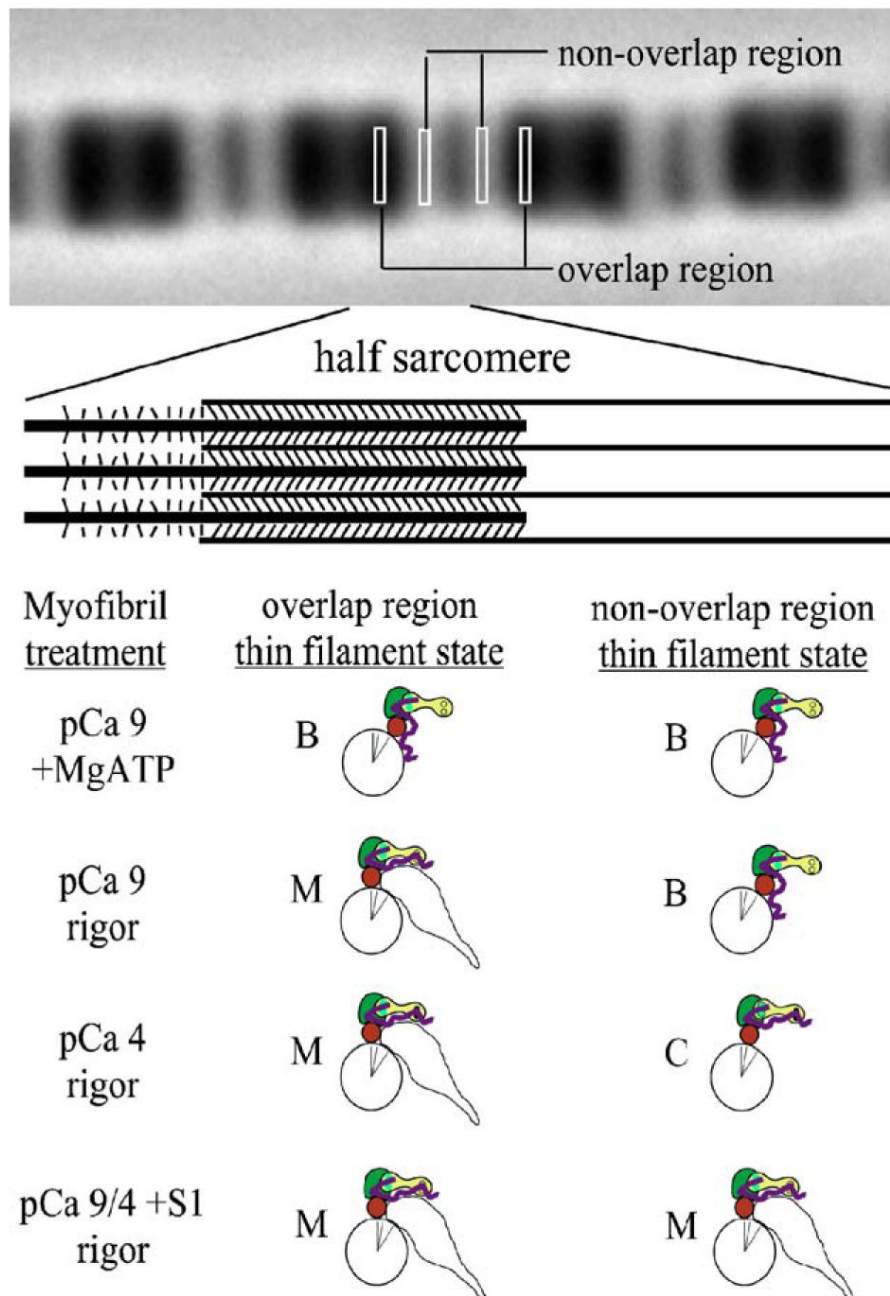 non-overlap region
overlap region
half sarcomere
Myofibril
treatment
overlap region
thin filament state
non-overlap region
thin filament state
pCa 9
+MgATP
B
B
pCa 9
rigor
M
B
pCa 4
rigor
M
C
pCa 9/4 +S1
rigor
M
M